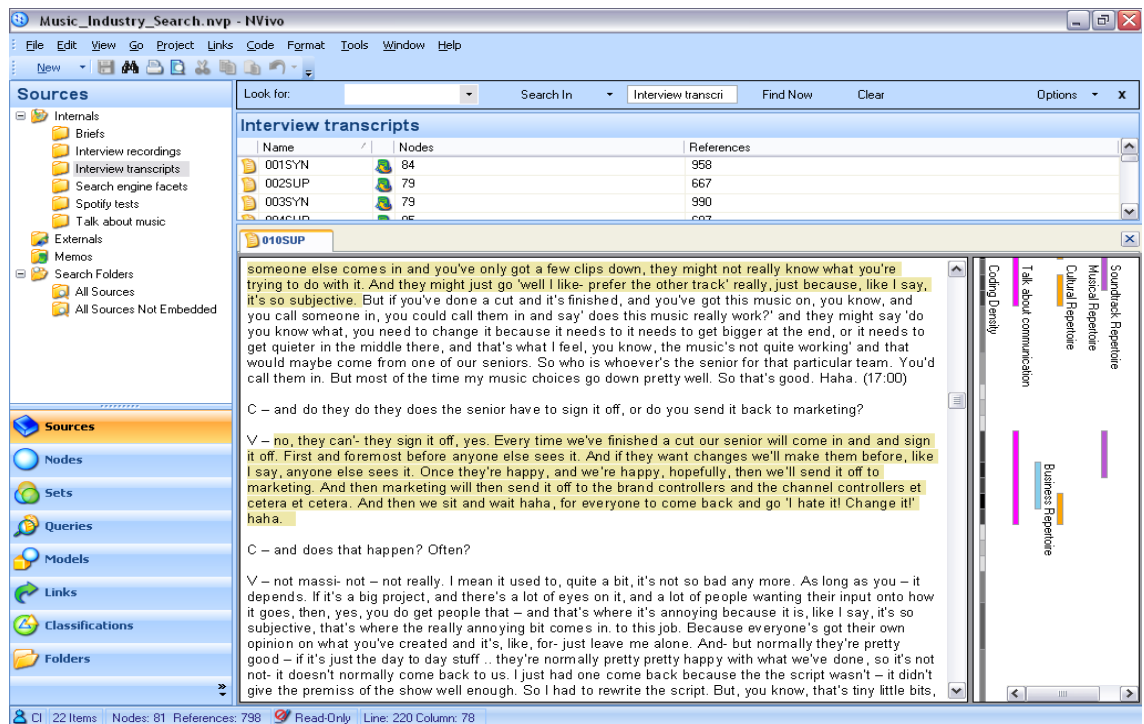 Music_Industry_Search.nvp - NVivo
File Edit View Go Project Links Code Format Tools Window Help
New
Sources
Internals
Briefs
Interview recordings
Interview transcripts
Search engine facets
Spotify tests
Talk about music
Externals
Memos
Search Folders
All Sources
All Sources Not Embedded
Sources
Nodes
Sets
Queries
Models
Links
Classifications
Folders
Look for: Search In Interview transcri Find Now Clear Options x
Interview transcripts
Name Nodes References
001SYN 84 958
002SUP 79 667
003SYN 79 990
010SUP
someone else comes in and you've only got a few clips down, they might not really know what you're
trying to do with it. And they might just go 'well I like- prefer the other track' really, just because, like I say,
it's so subjective. But if you've done a cut and it's finished, and you've got this music on, you know, and
you call someone in, you could call them in and say' does this music really work?' and they might say 'do
you know what, you need to change it because it needs to it needs to get bigger at the end, or it needs to
get quieter in the middle there, and that's what I feel, you know, the music's not quite working' and that
would maybe come from one of our seniors. So who is whoever's the senior for that particular team. You'd
call them in. But most of the time my music choices go down pretty well. So that's good. Haha. (17:00)
C – and do they do they does the senior have to sign it off, or do you send it back to marketing?
V – no, they can'- they sign it off, yes. Every time we've finished a cut our senior will come in and and sign
it off. First and foremost before anyone else sees it. And if they want changes we'll make them before, like
I say, anyone else sees it. Once they're happy, and we're happy, hopefully, then we'll send it off to
marketing. And then marketing will then send it off to the brand controllers and the channel controllers et
cetera et cetera. And then we sit and wait haha, for everyone to come back and go 'I hate it! Change it!'
haha.
C – and does that happen? Often?
V – not massi- not – not really. I mean it used to, quite a bit, it's not so bad any more. As long as you – it
depends. If it's a big project, and there's a lot of eyes on it, and a lot of people wanting their input onto how
it goes, then, yes, you do get people that – and that's where it's annoying because it is, like I say, it's so
subjective, that's where the really annoying bit comes in. to this job. Because everyone's got their own
opinion on what you've created and it's, like, for- just leave me alone. And- but normally they're pretty
good – if it's just the day to day stuff .. they're normally pretty pretty happy with what we've done, so it's not
not- it doesn't normally come back to us. I just had one come back because the the script wasn't – it didn't
give the premiss of the show well enough. So I had to rewrite the script. But, you know, that's tiny little bits,
Coding Density
Talk about communication
Business Repertoire
Cultural Repertoire
Musical Repertoire
Soundtrack Repertoire
CI 22 Items Nodes: 81 References: 798 Read-Only Line: 220 Column: 78